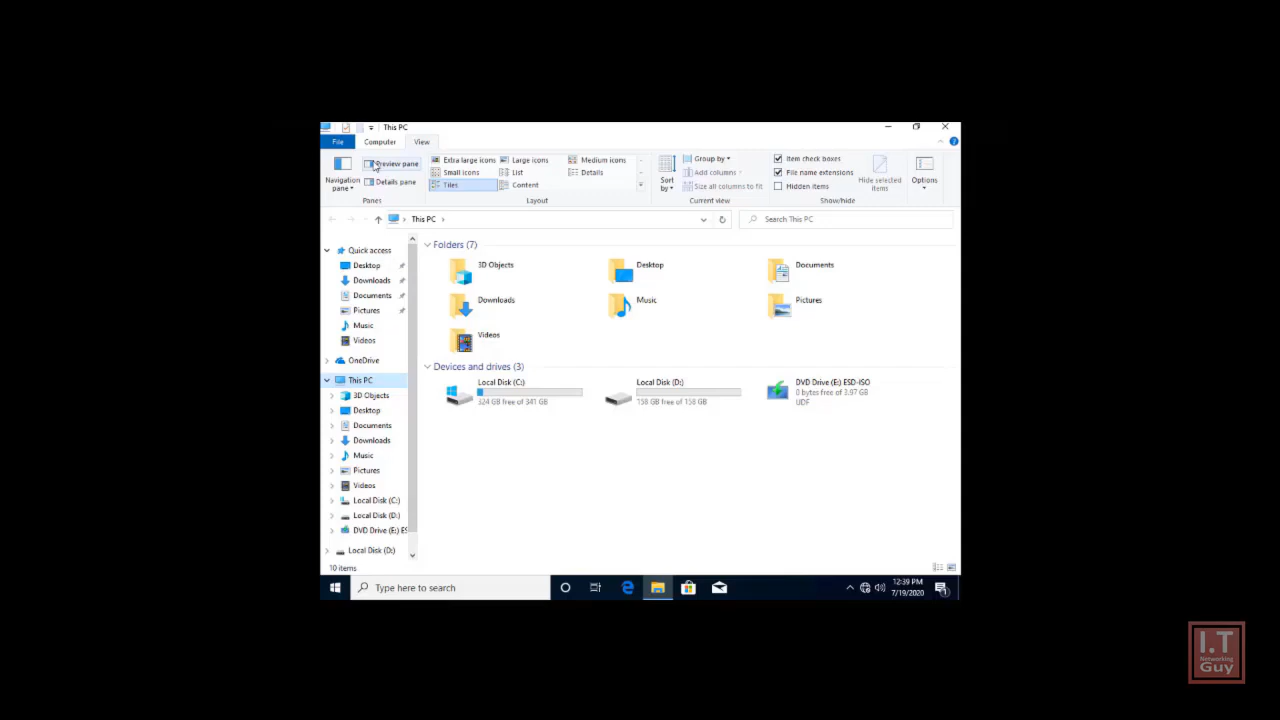 This PC
File Computer View
Navigation pane
Preview pane
Details pane
Panes
Extra large icons Large icons Medium icons
Small icons List Details
Tiles Content
Layout
Sort by
Group by
Add columns
Size all columns to fit
Current view
Item check boxes
File name extensions
Hidden items
Hide selected items
Show/hide
Options
This PC
Search This PC
Quick access
Desktop
Downloads
Documents
Pictures
Music
Videos
OneDrive
This PC
3D Objects
Desktop
Documents
Downloads
Music
Pictures
Videos
Local Disk (C:)
Local Disk (D:)
DVD Drive (E:) ES
Local Disk (D:)
Folders (7)
3D Objects
Desktop
Documents
Downloads
Music
Pictures
Videos
Devices and drives (3)
Local Disk (C:)
324 GB free of 341 GB
Local Disk (D:)
158 GB free of 158 GB
DVD Drive (E:) ESD-ISO
0 bytes free of 3.97 GB
UDF
10 items
Type here to search
12:39 PM
7/19/2020
1
I.T
Networking
Guy